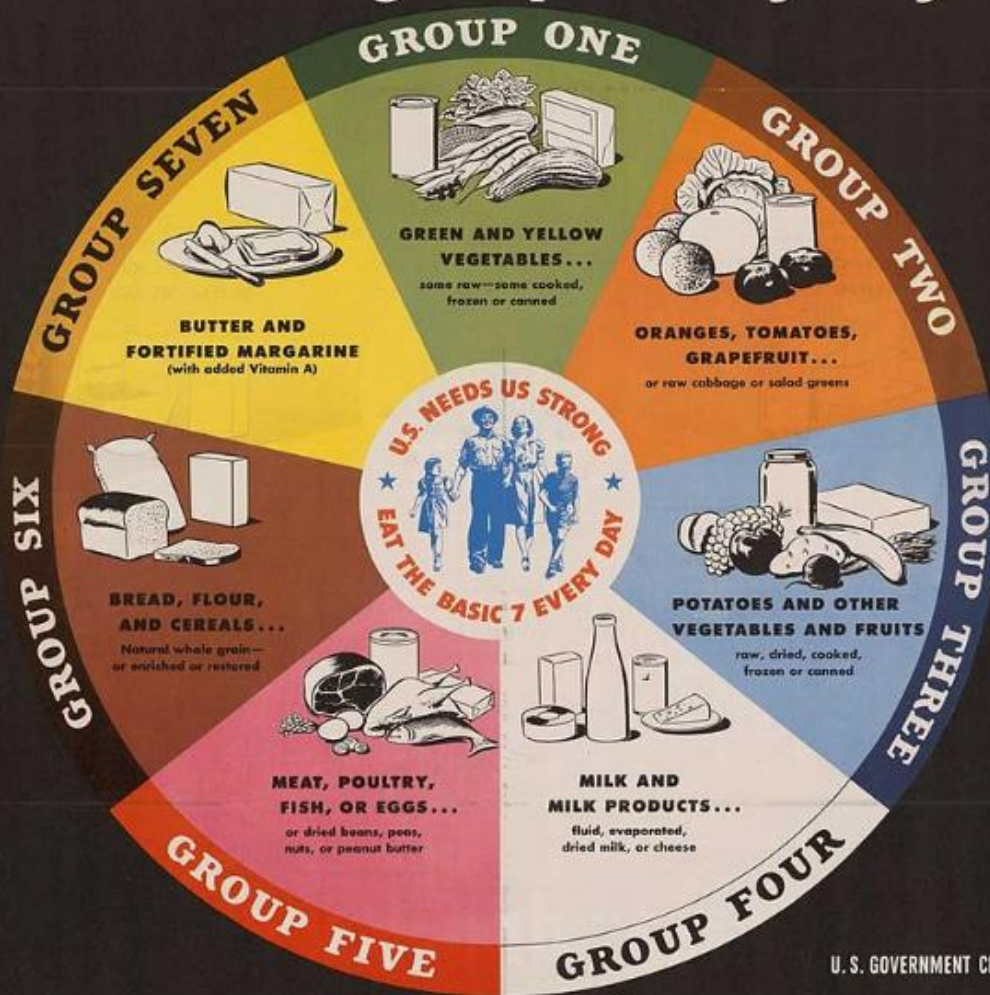 GROUP ONE
GREEN AND YELLOW
VEGETABLES...
some raw—some cooked,
frozen or canned
GROUP TWO
ORANGES, TOMATOES,
GRAPEFRUIT...
or raw cabbage or salad greens
GROUP THREE
POTATOES AND OTHER
VEGETABLES AND FRUITS
raw, dried, cooked,
frozen or canned
GROUP FOUR
MILK AND
MILK PRODUCTS...
fluid, evaporated,
dried milk, or cheese
GROUP FIVE
MEAT, POULTRY,
FISH, OR EGGS...
or dried beans, peas,
nuts, or peanut butter
GROUP SIX
BREAD, FLOUR,
AND CEREALS...
Natural whole grain—
or enriched or restored
GROUP SEVEN
BUTTER AND
FORTIFIED MARGARINE
(with added Vitamin A)
U.S. NEEDS US STRONG
EAT THE BASIC 7 EVERY DAY
U. S. GOVERNMENT